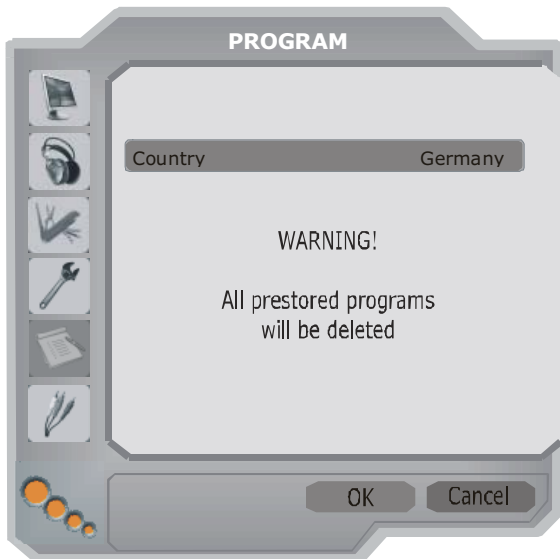 PROGRAM
Country Germany
WARNING!
All prestored programs
will be deleted
OK Cancel